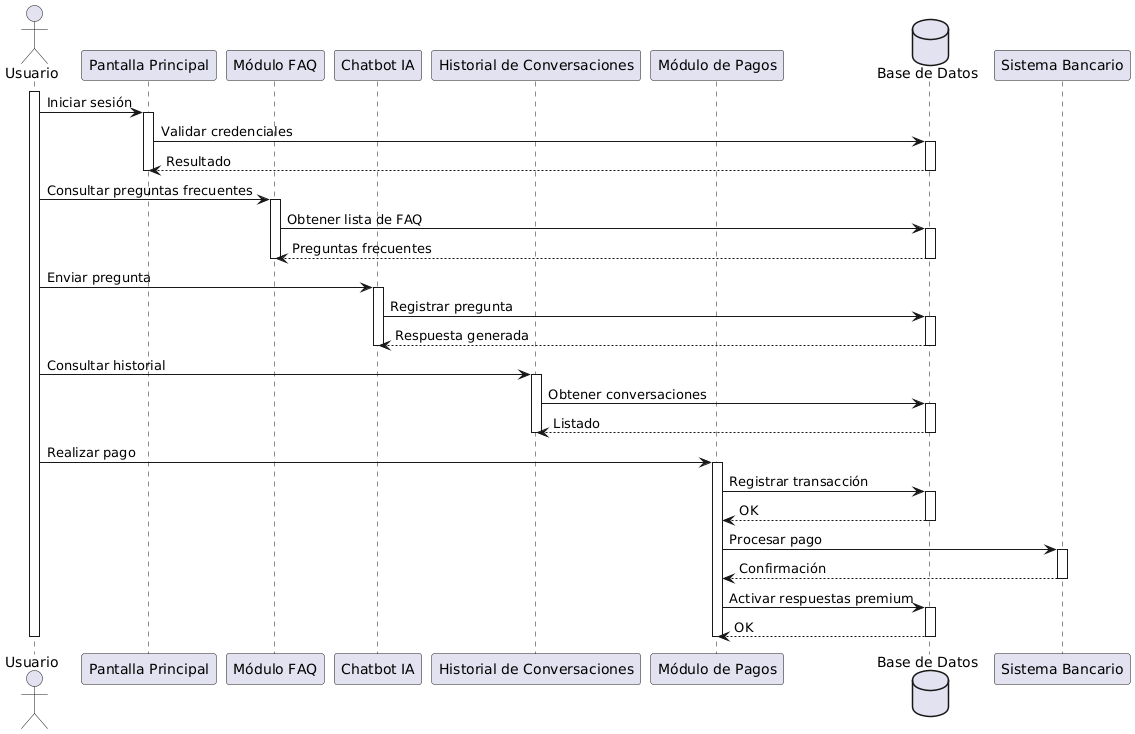 Usuario
Pantalla Principal
Módulo FAQ
Chatbot IA
Historial de Conversaciones
Módulo de Pagos
Base de Datos
Sistema Bancario
Iniciar sesión
Validar credenciales
Resultado
Consultar preguntas frecuentes
Obtener lista de FAQ
Preguntas frecuentes
Enviar pregunta
Registrar pregunta
Respuesta generada
Consultar historial
Obtener conversaciones
Listado
Realizar pago
Registrar transacción
OK
Procesar pago
Confirmación
Activar respuestas premium
OK
Usuario
Pantalla Principal
Módulo FAQ
Chatbot IA
Historial de Conversaciones
Módulo de Pagos
Base de Datos
Sistema Bancario